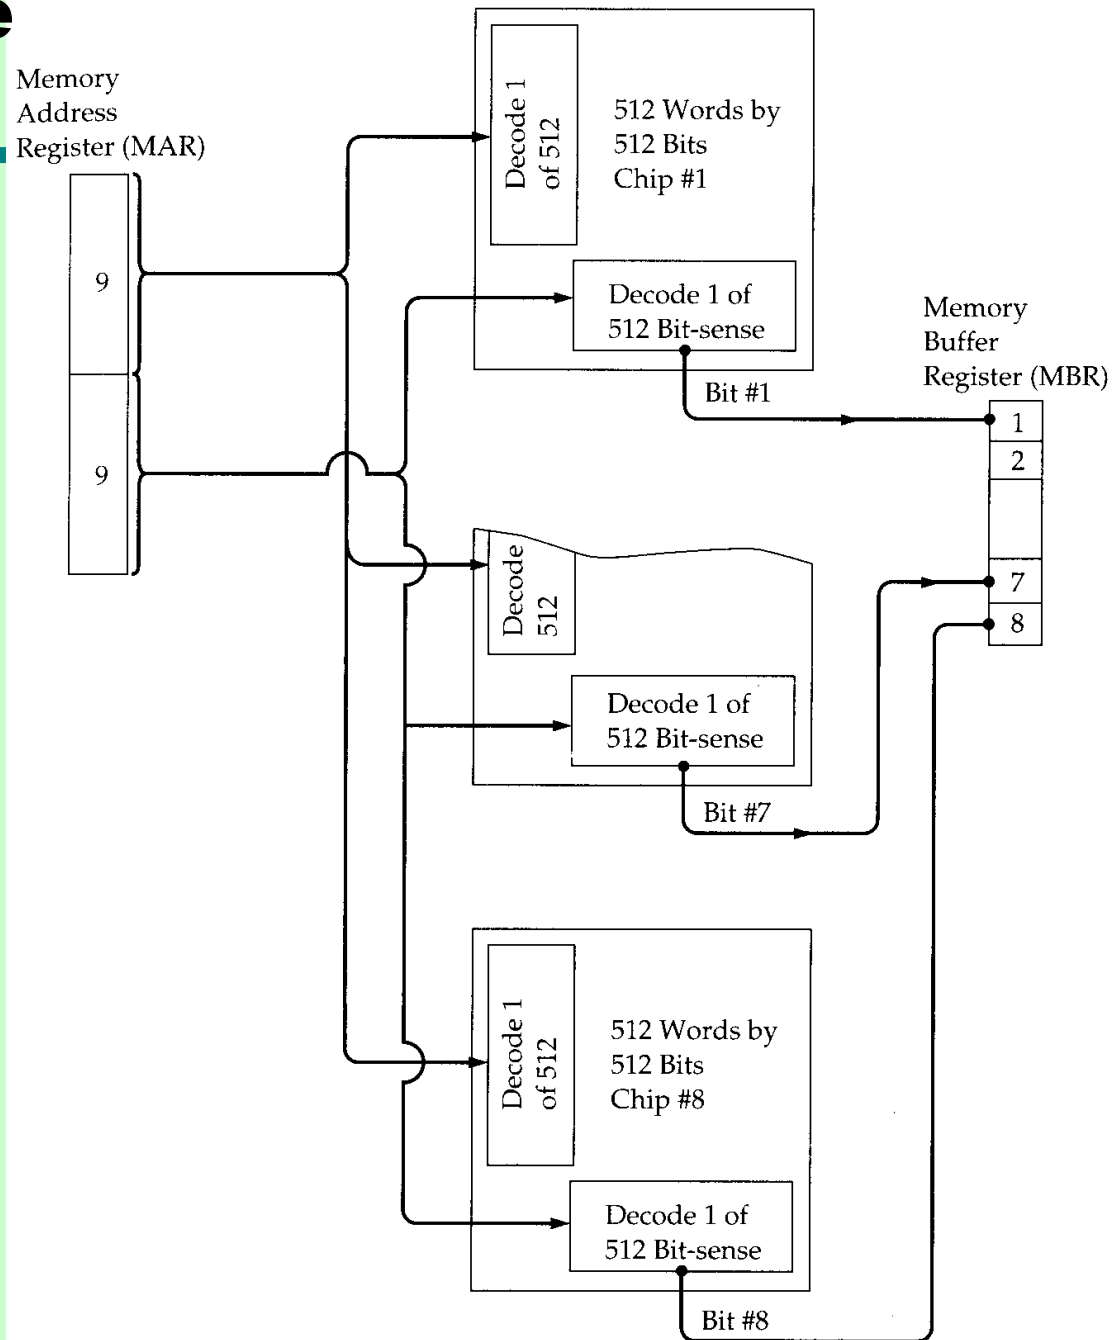 e
Memory
Address
Register (MAR)
9
9
Decode 1
of 512
512 Words by
512 Bits
Chip #1
Decode 1 of
512 Bit-sense
Bit #1
Memory
Buffer
Register (MBR)
1
2
7
8
Decode
512
Decode 1 of
512 Bit-sense
Bit #7
Decode 1
of 512
512 Words by
512 Bits
Chip #8
Decode 1 of
512 Bit-sense
Bit #8